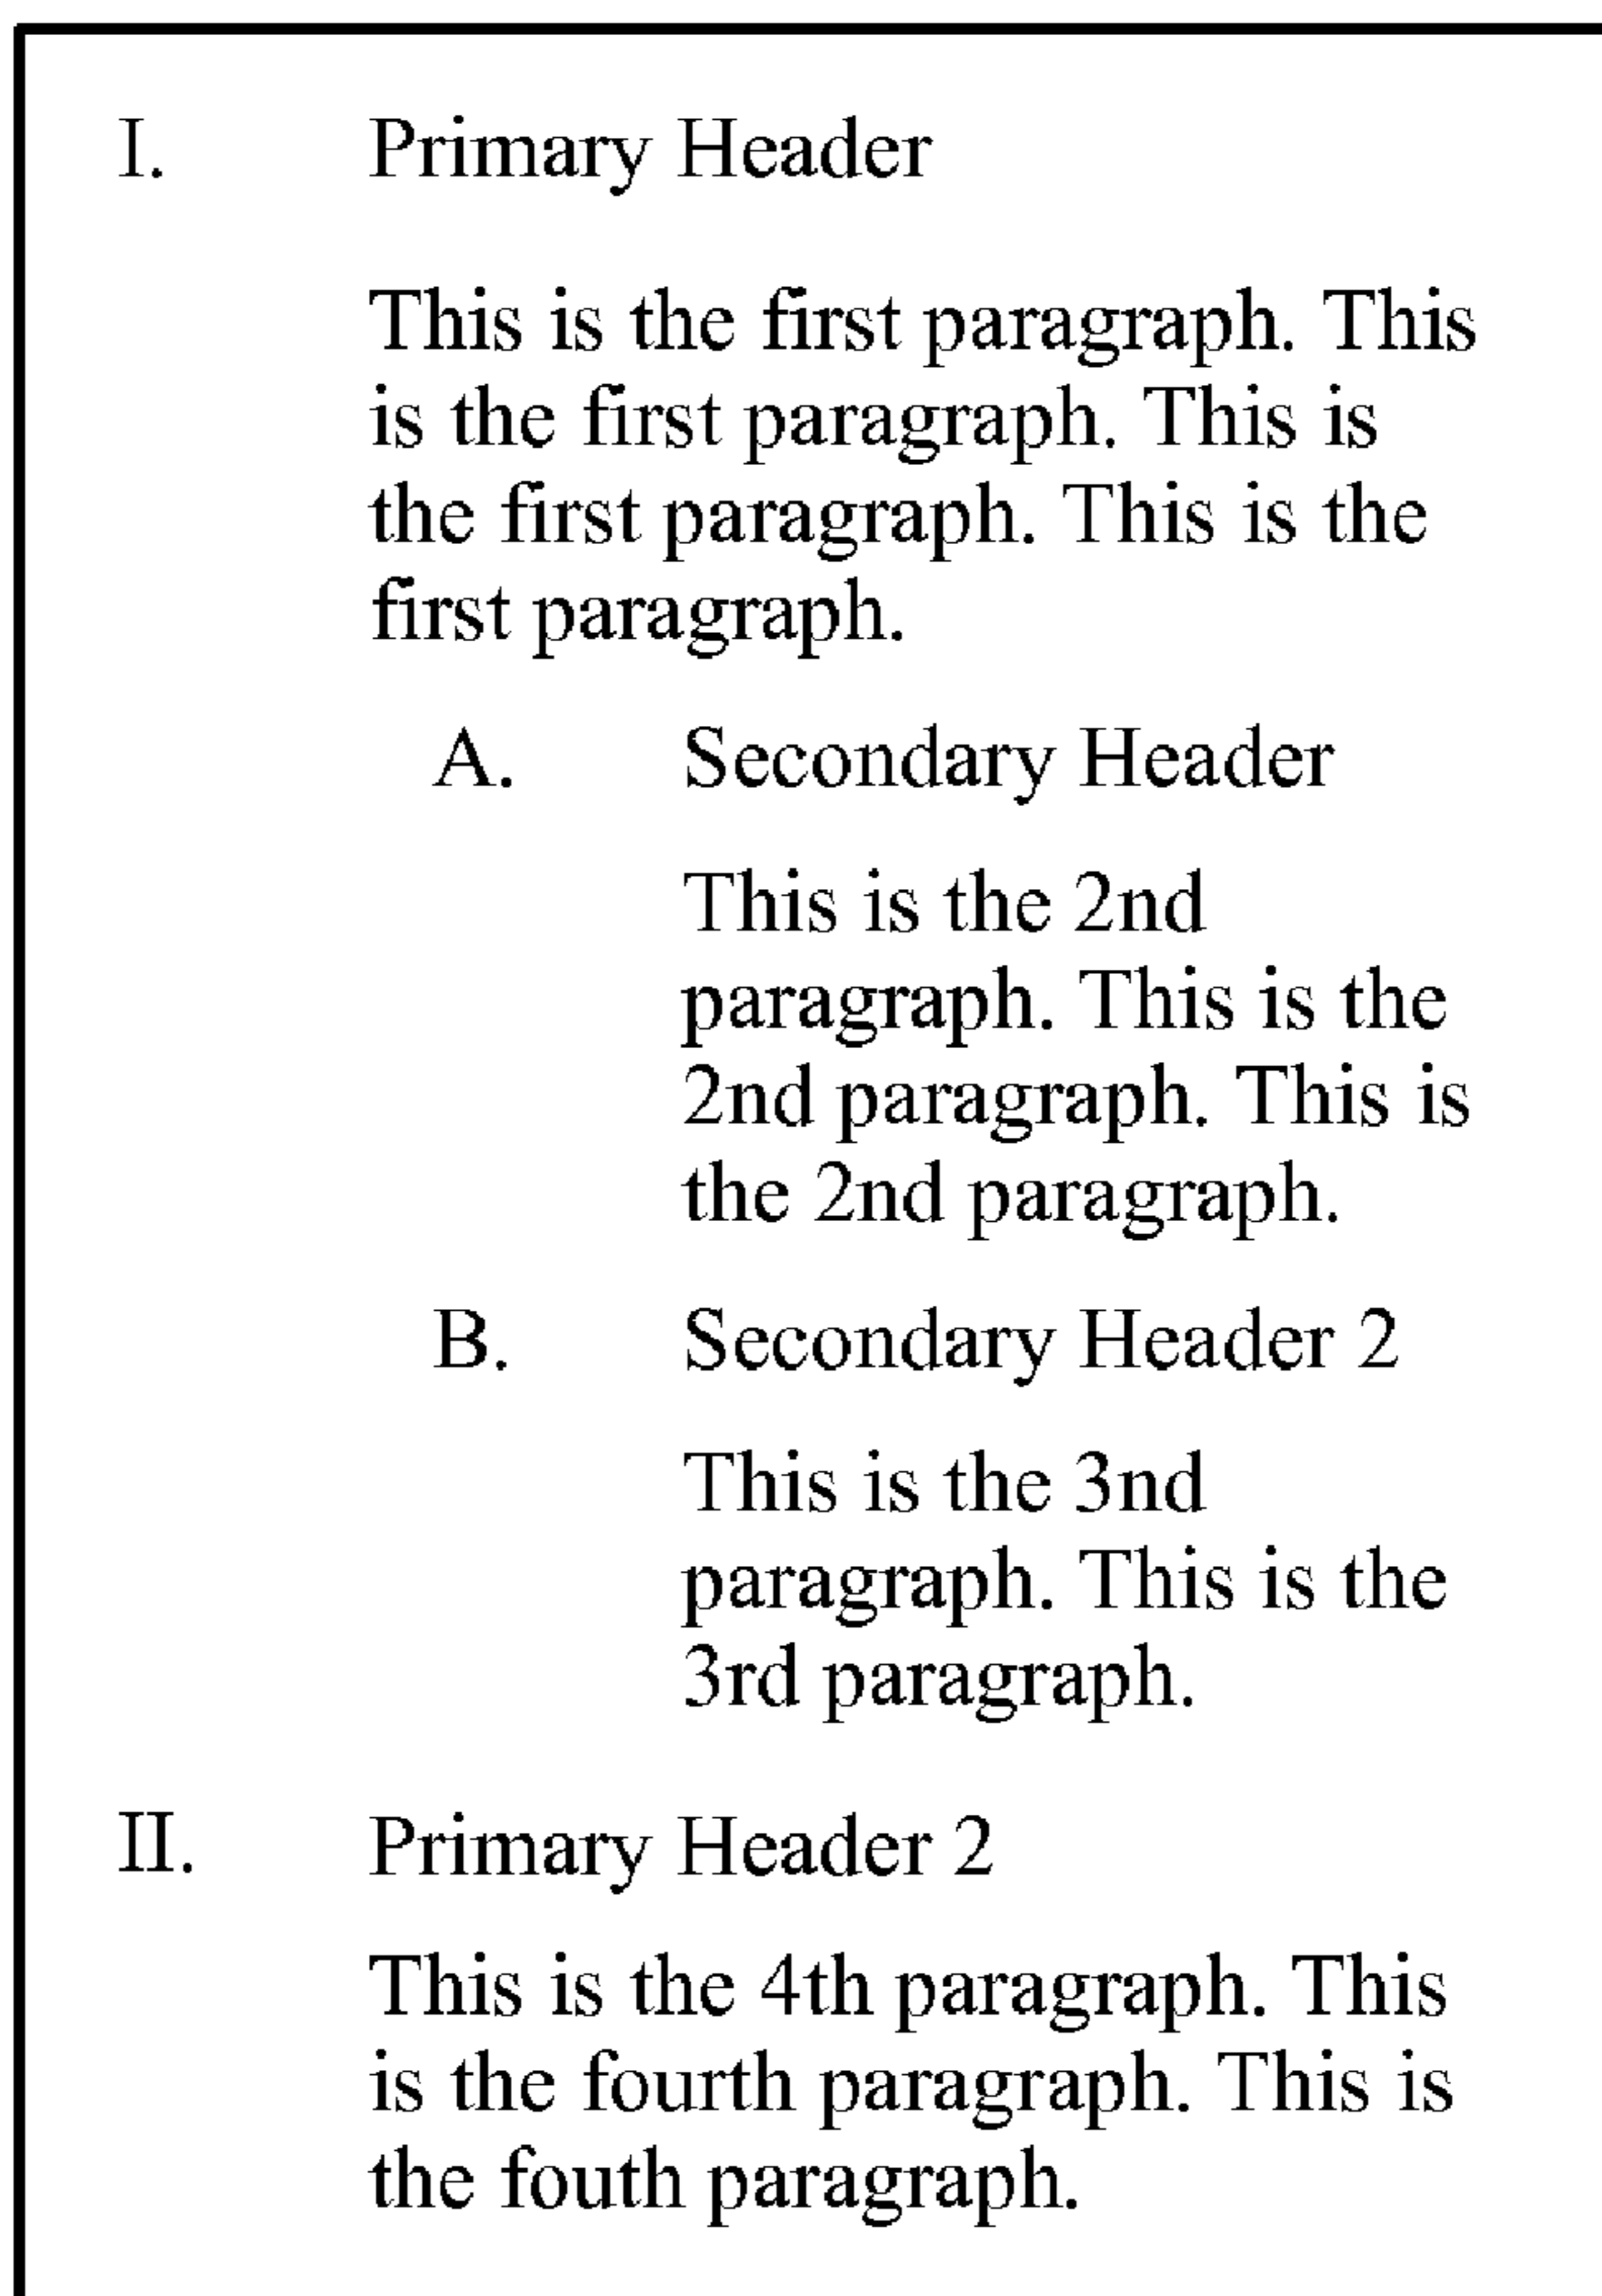 I. Primary Header
This is the first paragraph. This
is the first paragraph. This is
the first paragraph. This is the
first paragraph.
A. Secondary Header
This is the 2nd
paragraph. This is the
2nd paragraph. This is
the 2nd paragraph.
B. Secondary Header 2
This is the 3nd
paragraph. This is the
3rd paragraph.
II. Primary Header 2
This is the 4th paragraph. This
is the fourth paragraph. This is
the fouth paragraph.